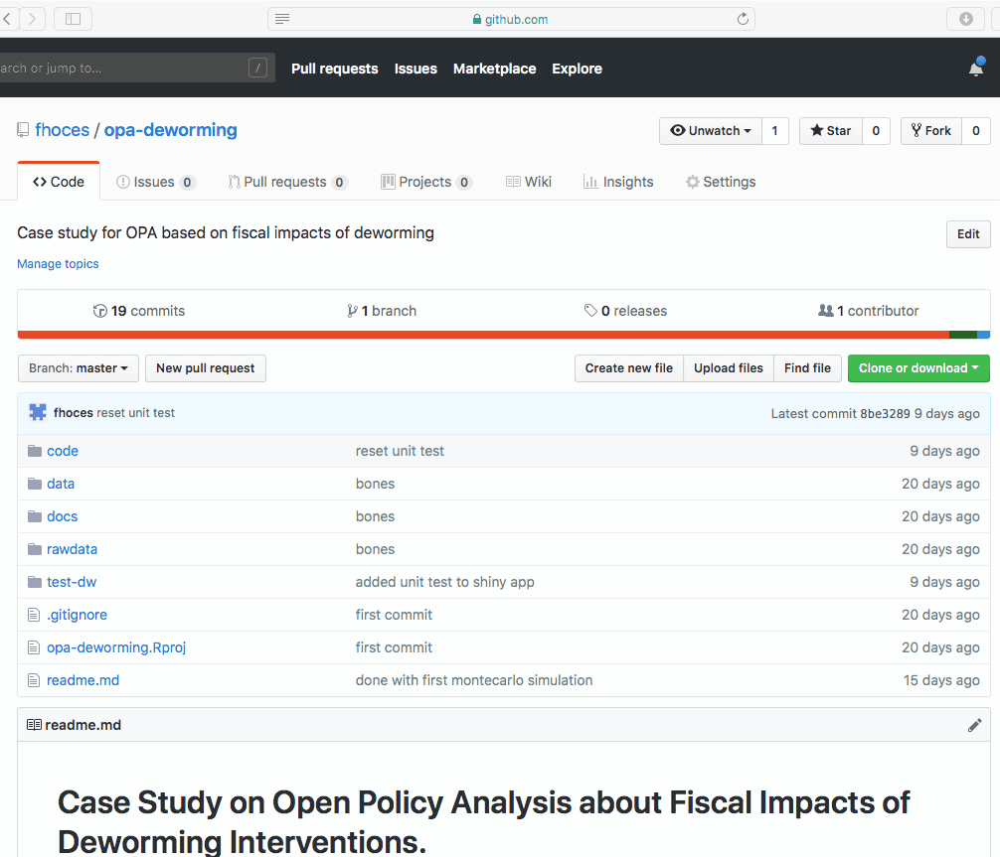 github.com
arch or jump to... / Pull requests Issues Marketplace Explore
fhoces / opa-deworming
Unwatch 1 Star 0 Fork 0
Code Issues 0 Pull requests 0 Projects 0 Wiki Insights Settings
Case study for OPA based on fiscal impacts of deworming
Edit
Manage topics
19 commits 1 branch 0 releases 1 contributor
Branch: master New pull request Create new file Upload files Find file Clone or download
fhoces reset unit test Latest commit 8be3289 9 days ago
code reset unit test 9 days ago
data bones 20 days ago
docs bones 20 days ago
rawdata bones 20 days ago
test-dw added unit test to shiny app 9 days ago
.gitignore first commit 20 days ago
opa-deworming.Rproj first commit 20 days ago
readme.md done with first montecarlo simulation 15 days ago
readme.md
Case Study on Open Policy Analysis about Fiscal Impacts of
Deworming Interventions.